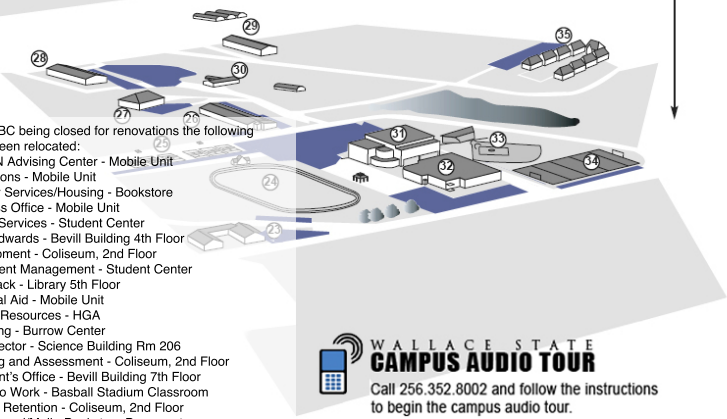 29
35
28
30
27
26
BC being closed for renovations the following
een relocated:
N Advising Center - Mobile Unit
ons - Mobile Unit
r Services/Housing - Bookstore
s Office - Mobile Unit
Services - Student Center
dwards - Bevill Building 4th Floor
pment - Coliseum, 2nd Floor
ent Management - Student Center
ack - Library 5th Floor
al Aid - Mobile Unit
Resources - HGA
ng - Burrow Center
ector - Science Building Rm 206
g and Assessment - Coliseum, 2nd Floor
nt's Office - Bevill Building 7th Floor
o Work - Basball Stadium Classroom
Retention - Coliseum, 2nd Floor
25
31
33
32
34
24
23
WALLACE STATE
CAMPUS AUDIO TOUR
Call 256.352.8002 and follow the instructions
to begin the campus audio tour.